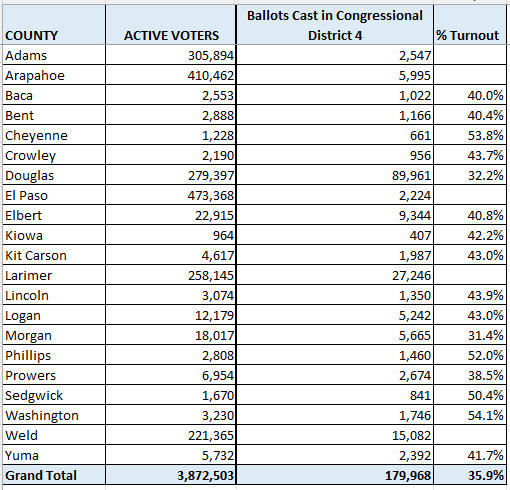 Ballots Cast in Congressional
COUNTY ACTIVE VOTERS District 4 % Turnout
Adams 305,894 2,547
Arapahoe 410,462 5,995
Baca 2,553 1,022 40.0%
Bent 2,888 1,166 40.4%
Cheyenne 1,228 661 53.8%
Crowley 2,190 956 43.7%
Douglas 279,397 89,961 32.2%
El Paso 473,368 2,224
Elbert 22,915 9,344 40.8%
Kiowa 964 407 42.2%
Kit Carson 4,617 1,987 43.0%
Larimer 258,145 27,246
Lincoln 3,074 1,350 43.9%
Logan 12,179 5,242 43.0%
Morgan 18,017 5,665 31.4%
Phillips 2,808 1,460 52.0%
Prowers 6,954 2,674 38.5%
Sedgwick 1,670 841 50.4%
Washington 3,230 1,746 54.1%
Weld 221,365 15,082
Yuma 5,732 2,392 41.7%
Grand Total 3,872,503 179,968 35.9%